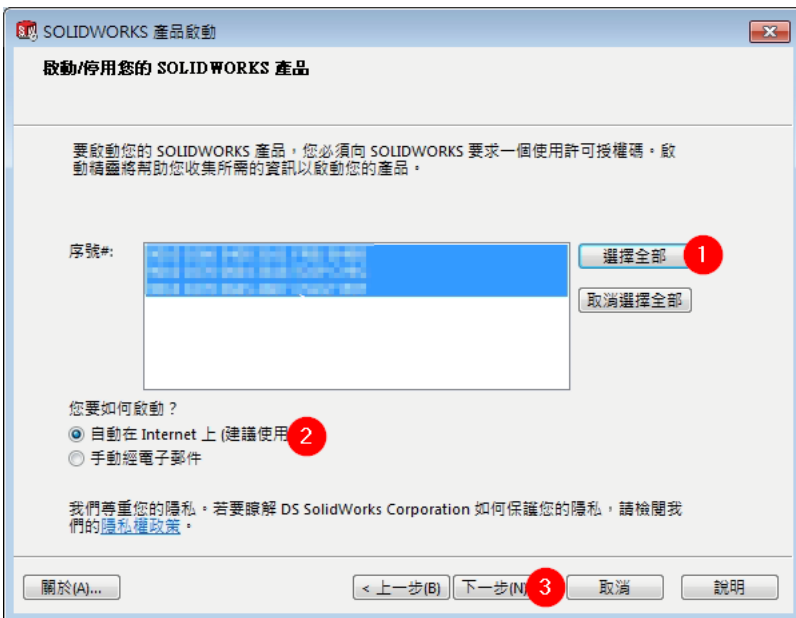 SOLIDWORKS 產品啟動
啟動/停用您的 SOLIDWORKS 產品
要啟動您的 SOLIDWORKS 產品，您必須向 SOLIDWORKS 要求一個使用許可授權碼。啟
動精靈將幫助您收集所需的資訊以啟動您的產品。
序號#:
選擇全部 1
取消選擇全部
您要如何啟動？
自動在 Internet 上 (建議使用 2
手動經電子郵件
我們尊重您的隱私。若要瞭解 DS SolidWorks Corporation 如何保護您的隱私，請檢閱我
們的隱私權政策。
關於(A)... < 上一步(B) 下一步(N) 3 取消 說明